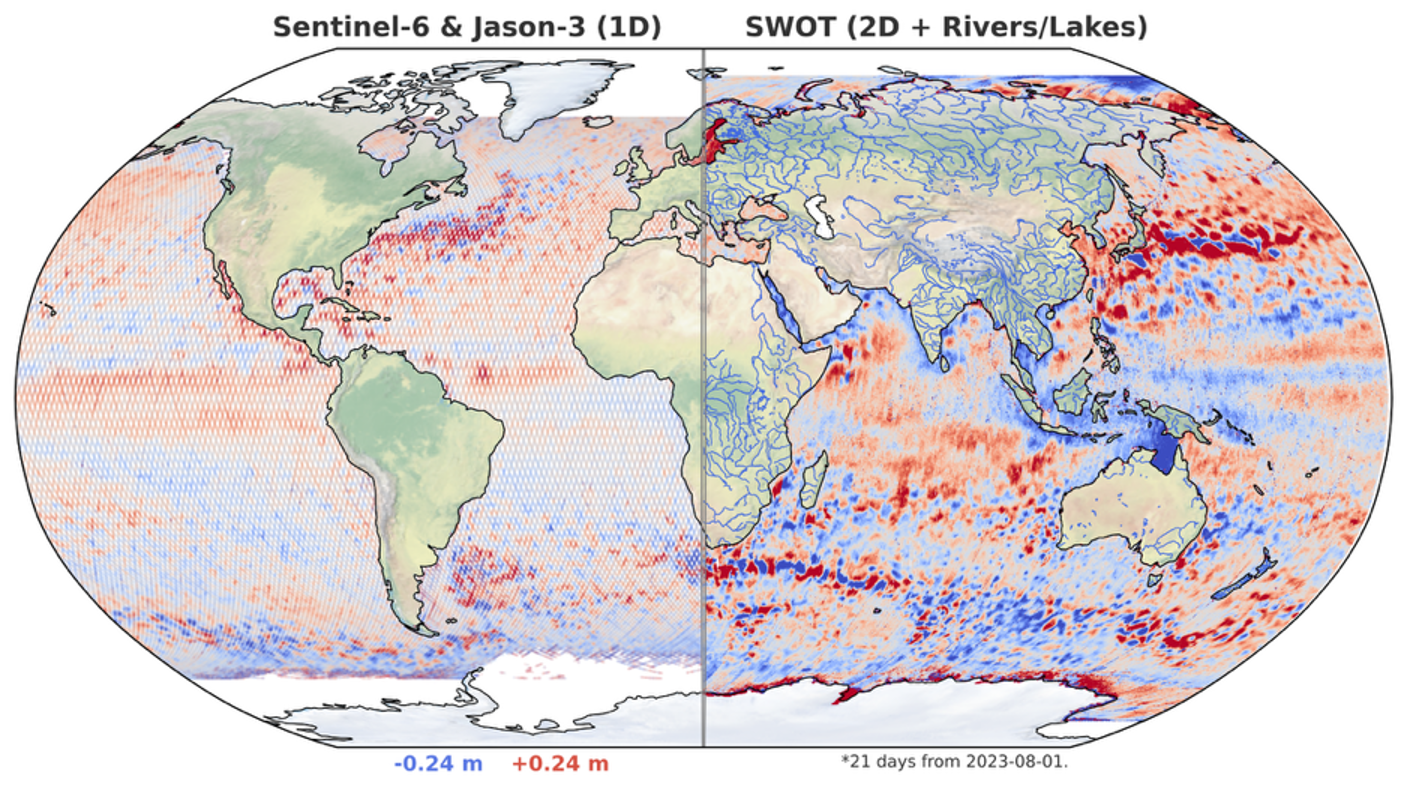 Sentinel-6 & Jason-3 (1D)
SWOT (2D + Rivers/Lakes)
-0.24 m
+0.24 m
*21 days from 2023-08-01.